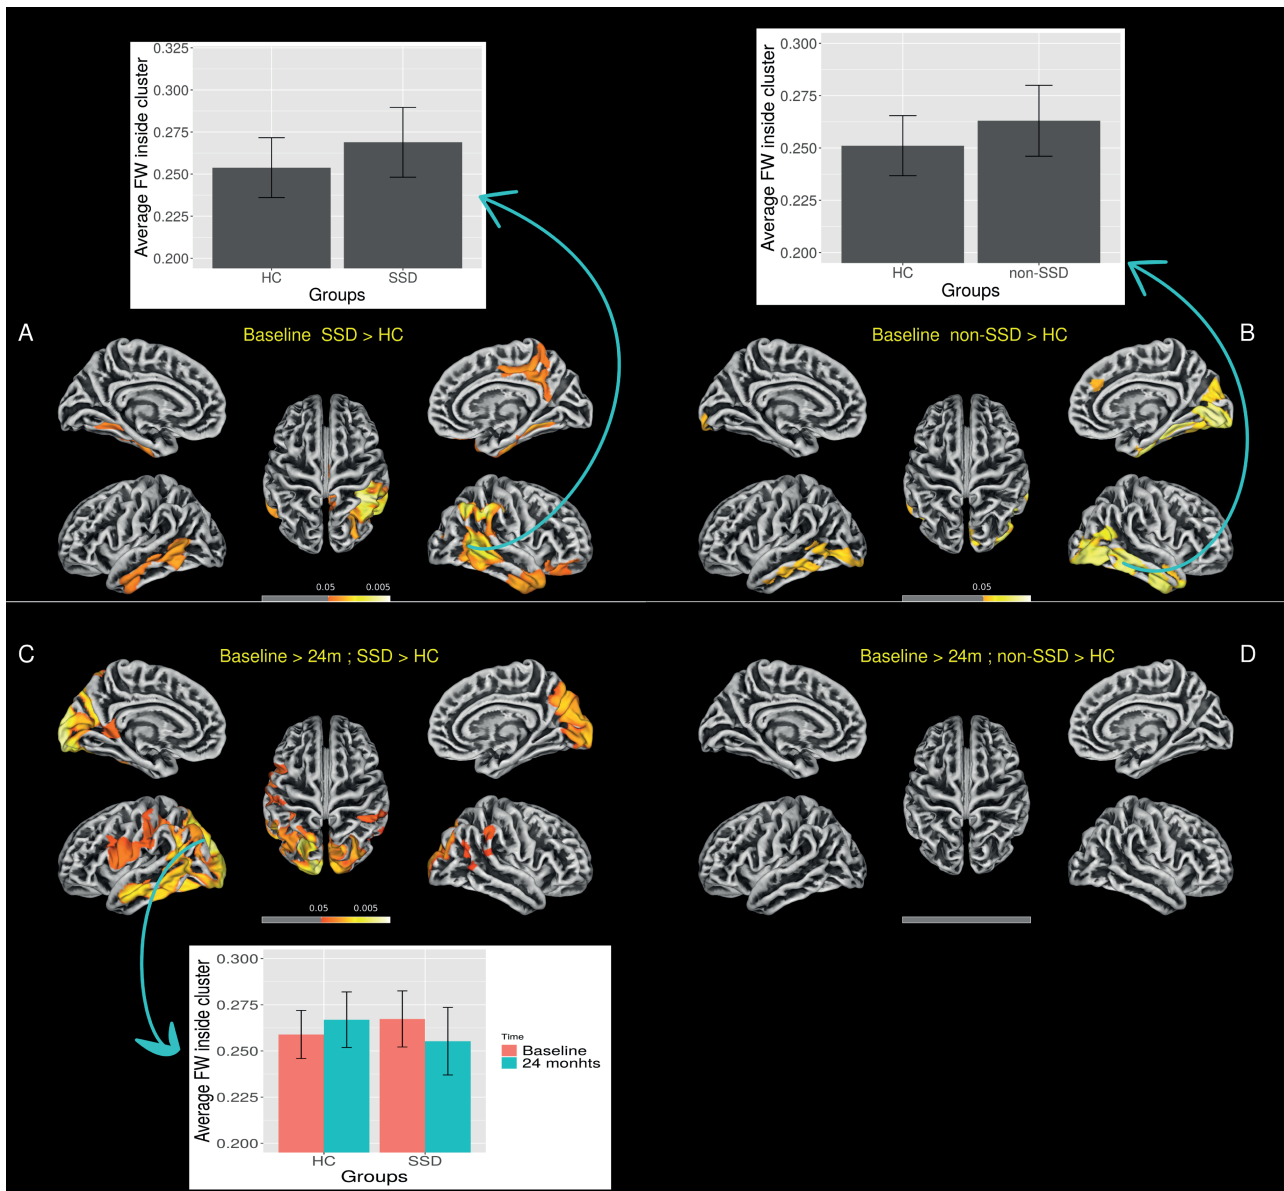 0.325
0.300
0.275
0.250
0.225
0.200
Average FW inside cluster
HC
SSD
Groups
0.300
0.275
0.250
0.225
0.200
Average FW inside cluster
HC
non-SSD
Groups
A
Baseline SSD > HC
0.05 0.005
Baseline non-SSD > HC
B
0.05
C
Baseline > 24m ; SSD > HC
0.05 0.005
Baseline > 24m ; non-SSD > HC
D
0.300
0.275
0.250
0.225
0.200
Average FW inside cluster
HC
SSD
Groups
Time
Baseline
24 monhts